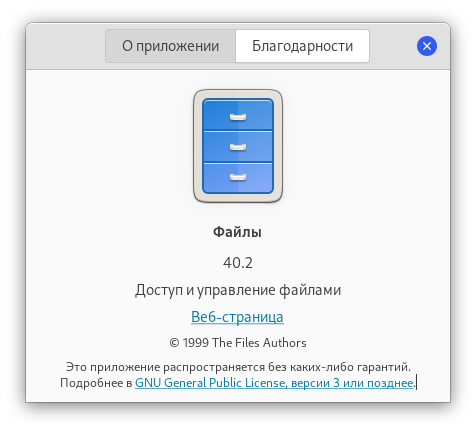 О приложении
Благодарности
Файлы
40.2
Доступ и управление файлами
Веб-страница
© 1999 The Files Authors
Это приложение распространяется без каких-либо гарантий.
Подробнее в GNU General Public License, версии 3 или позднее.